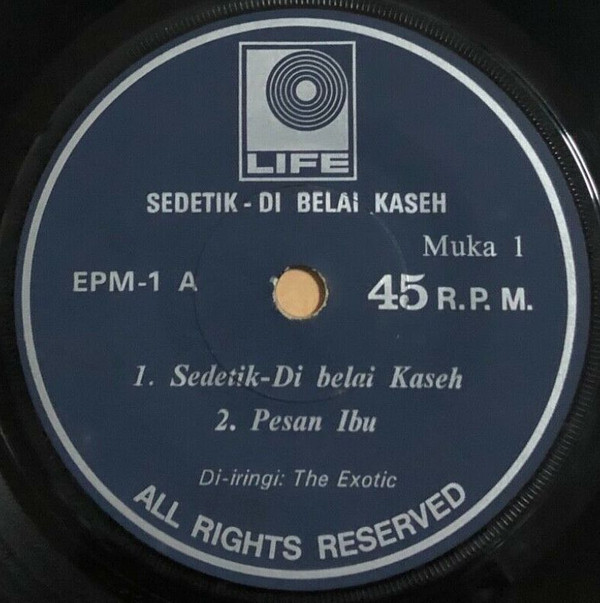 LIFE
SEDETIK - DI BELAI KASEH
Muka 1
EPM-1 A
45 R.P.M.
1. Sedetik-Di belai Kaseh
2. Pesan Ibu
Di-iringi: The Exotic
ALL RIGHTS RESERVED